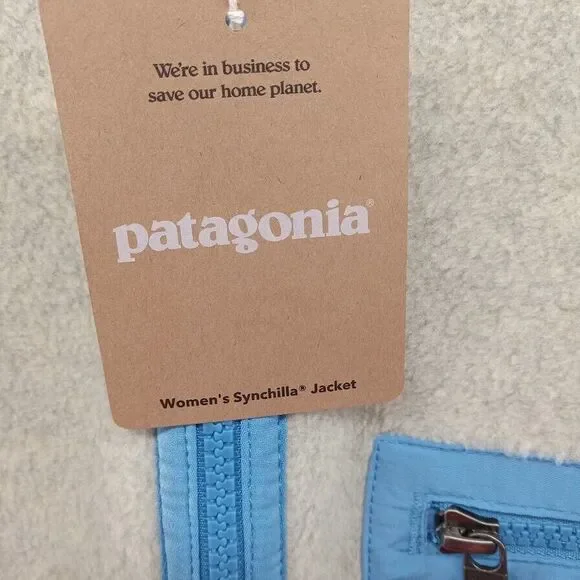 We're in business to
save our home planet.
patagonia®
Women's Synchilla® Jacket